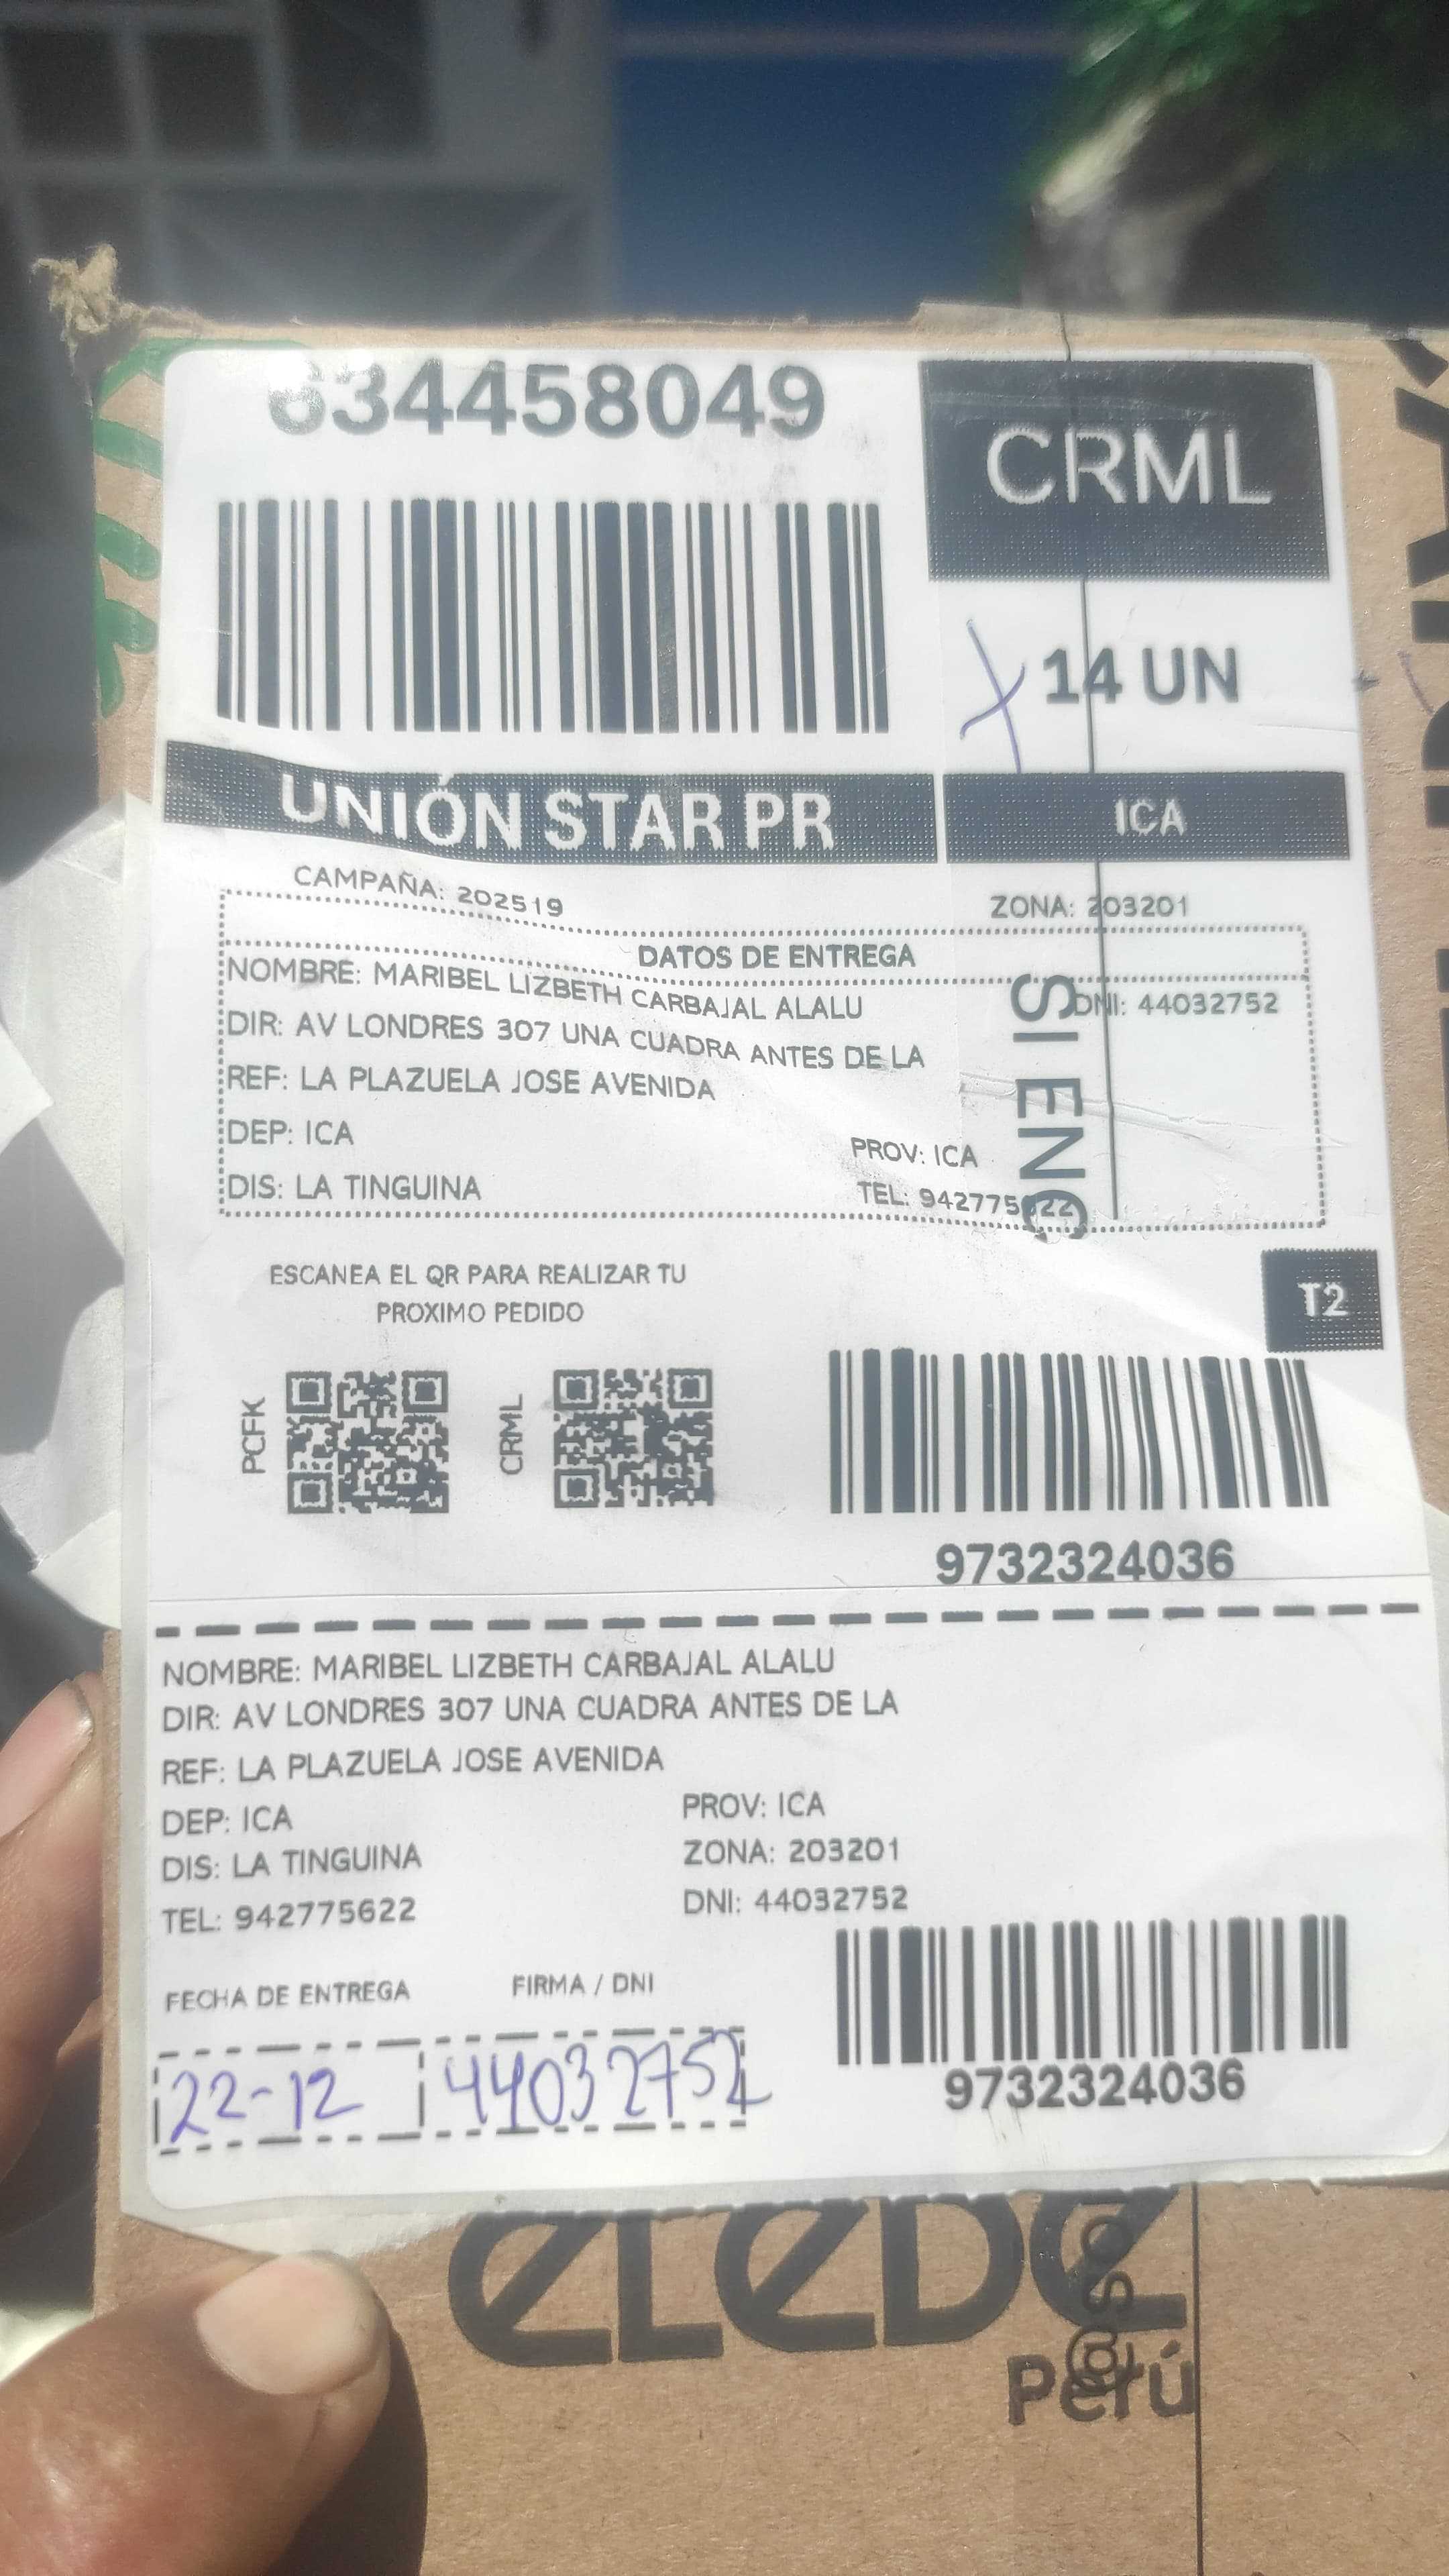 634458049
CRML
14 UN
UNIÓN STAR PR
ICA
CAMPAÑA: 202519
ZONA: 203201
DATOS DE ENTREGA
NOMBRE: MARIBEL LIZBETH CARBAJAL ALALU
DNI: 44032752
DIR: AV LONDRES 307 UNA CUADRA ANTES DE LA
REF: LA PLAZUELA JOSE AVENIDA
DEP: ICA
PROV: ICA
DIS: LA TINGUINA
TEL: 942775622
SI ENC
ESCANEA EL QR PARA REALIZAR TU
PROXIMO PEDIDO
T2
PCFK
CRML
9732324036
NOMBRE: MARIBEL LIZBETH CARBAJAL ALALU
DIR: AV LONDRES 307 UNA CUADRA ANTES DE LA
REF: LA PLAZUELA JOSE AVENIDA
DEP: ICA
PROV: ICA
DIS: LA TINGUINA
ZONA: 203201
TEL: 942775622
DNI: 44032752
FECHA DE ENTREGA
FIRMA / DNI
22-12
44032752
9732324036
Perú